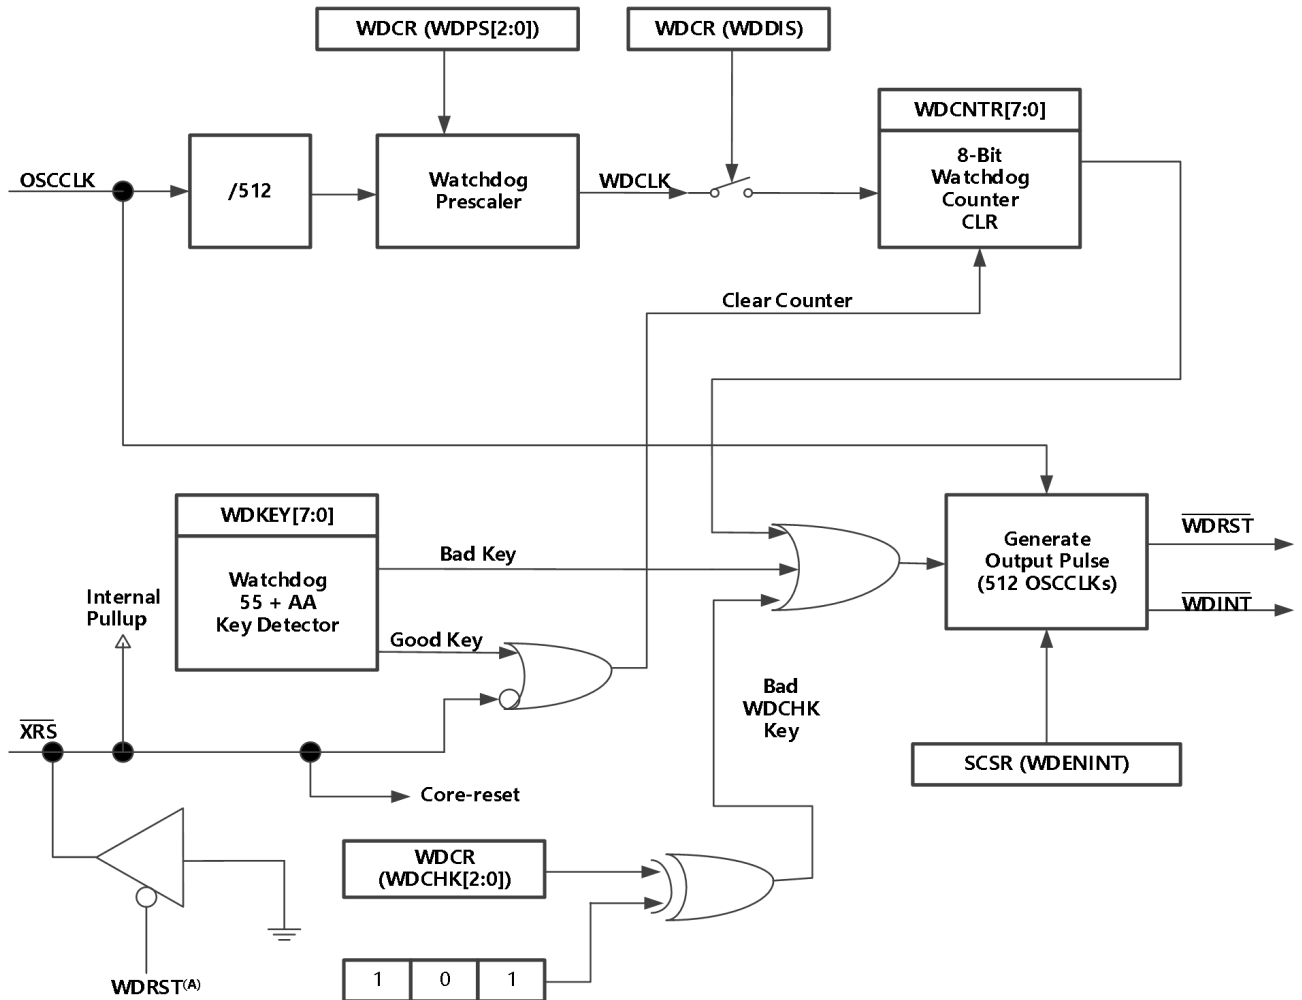 WDCR (WDPS[2:0])
WDCR (WDDIS)
WDCNTR[7:0]
8-Bit
Watchdog
Counter
CLR
OSCCLK
/512
Watchdog
Prescaler
WDCLK
Clear Counter
WDKEY[7:0]
Watchdog
55 + AA
Key Detector
Bad Key
Good Key
Generate
Output Pulse
(512 OSCCLKs)
WDRST
WDINT
Internal
Pullup
Bad
WDCHK
Key
XRS
SCSR (WDENINT)
Core-reset
WDCR
(WDCHK[2:0])
WDRST(A)
1 0 1